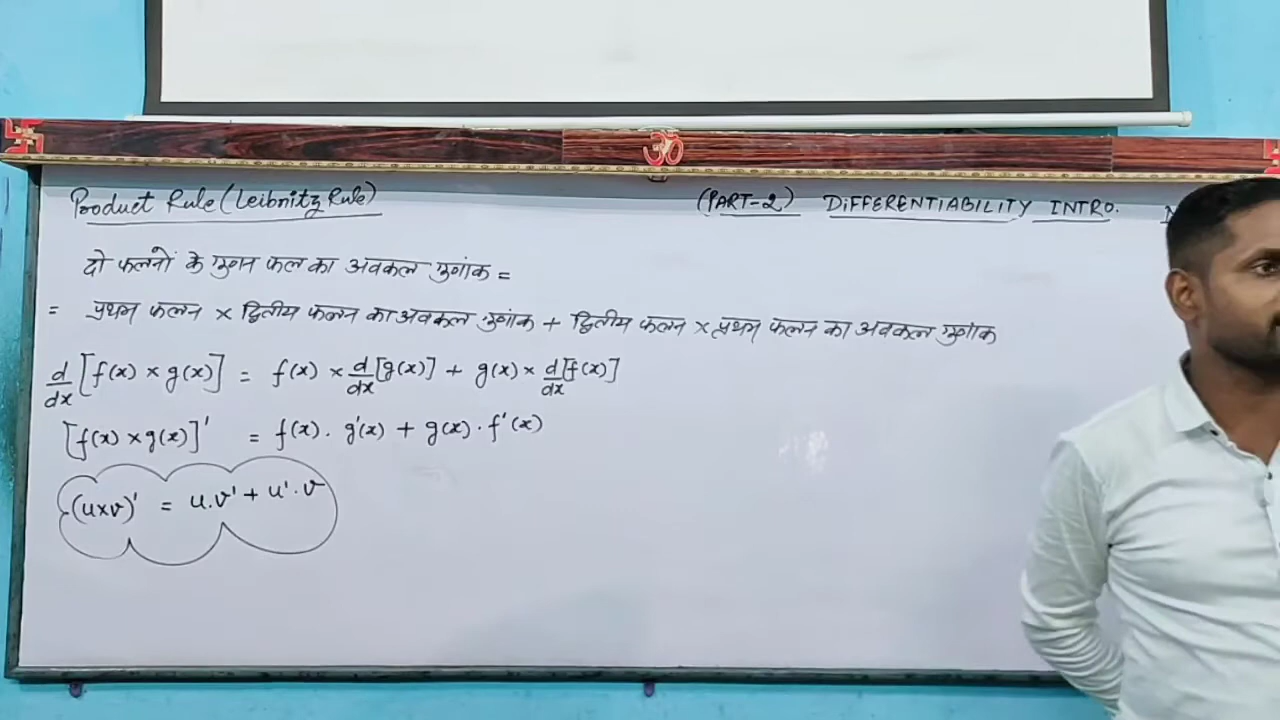 ॐ
Product Rule (Leibnitz Rule)
(PART-2) DIFFERENTIABILITY INTRO.
दो फलनों के गुणन फल का अवकल गुणांक =
= प्रथम फलन × द्वितीय फलन का अवकल गुणांक + द्वितीय फलन × प्रथम फलन का अवकल गुणांक
d/dx [f(x) × g(x)] = f(x) × d/dx [g(x)] + g(x) × d/dx [f(x)]
[f(x) × g(x)]' = f(x) . g'(x) + g(x) . f'(x)
(u×v)' = u.v' + u'.v